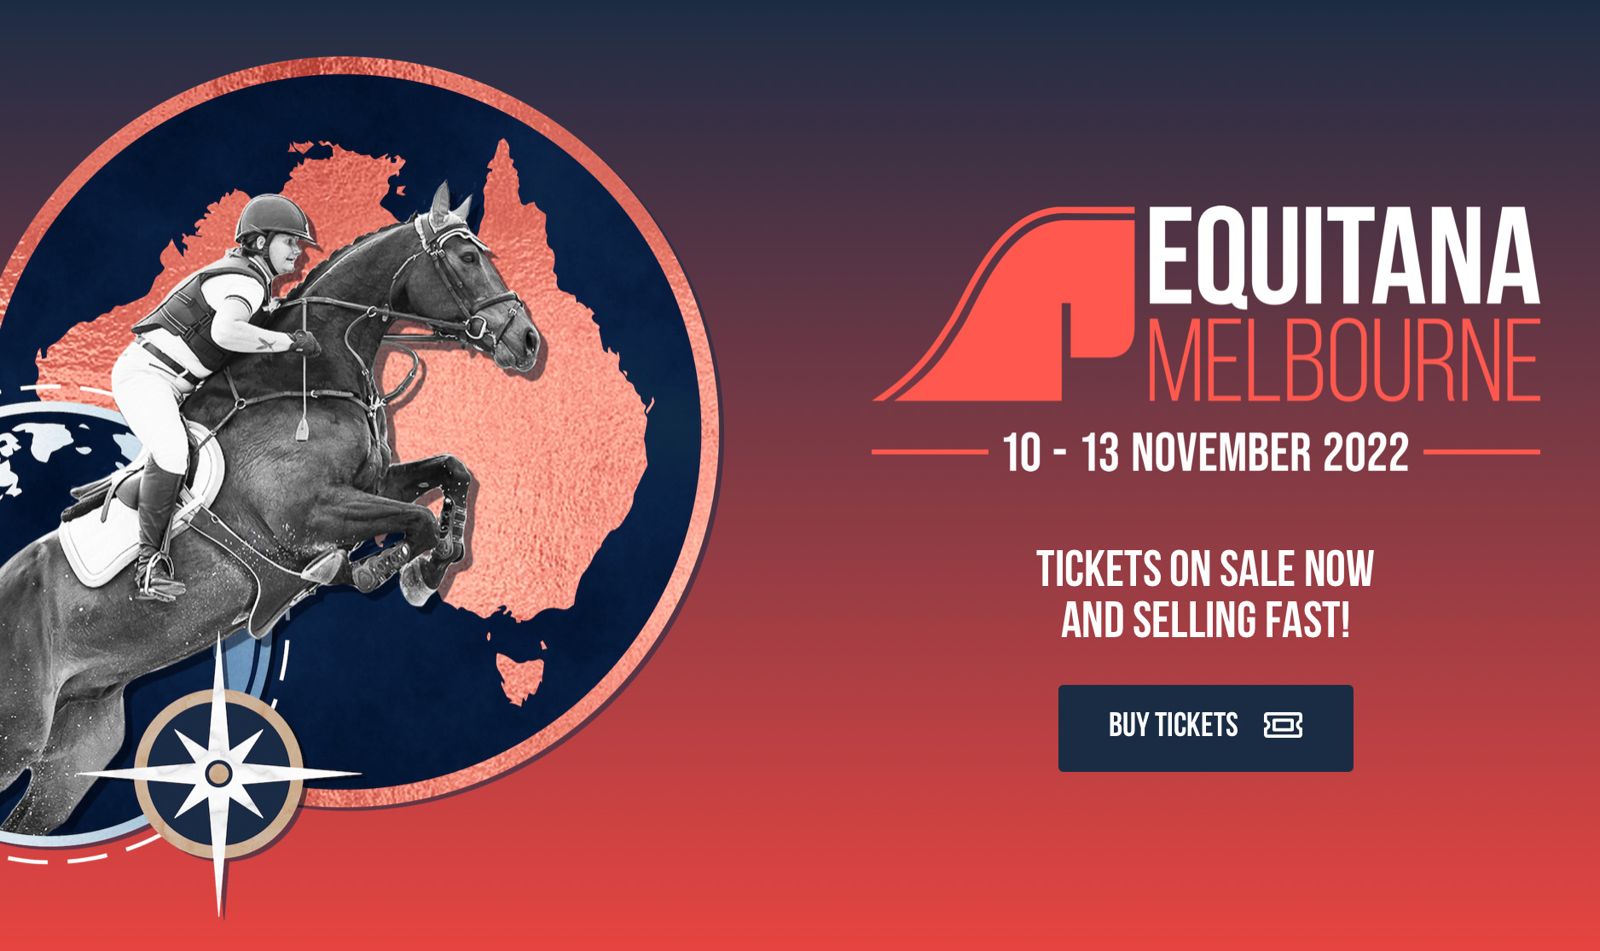 EQUITANA
MELBOURNE
10 - 13 NOVEMBER 2022
TICKETS ON SALE NOW
AND SELLING FAST!
BUY TICKETS